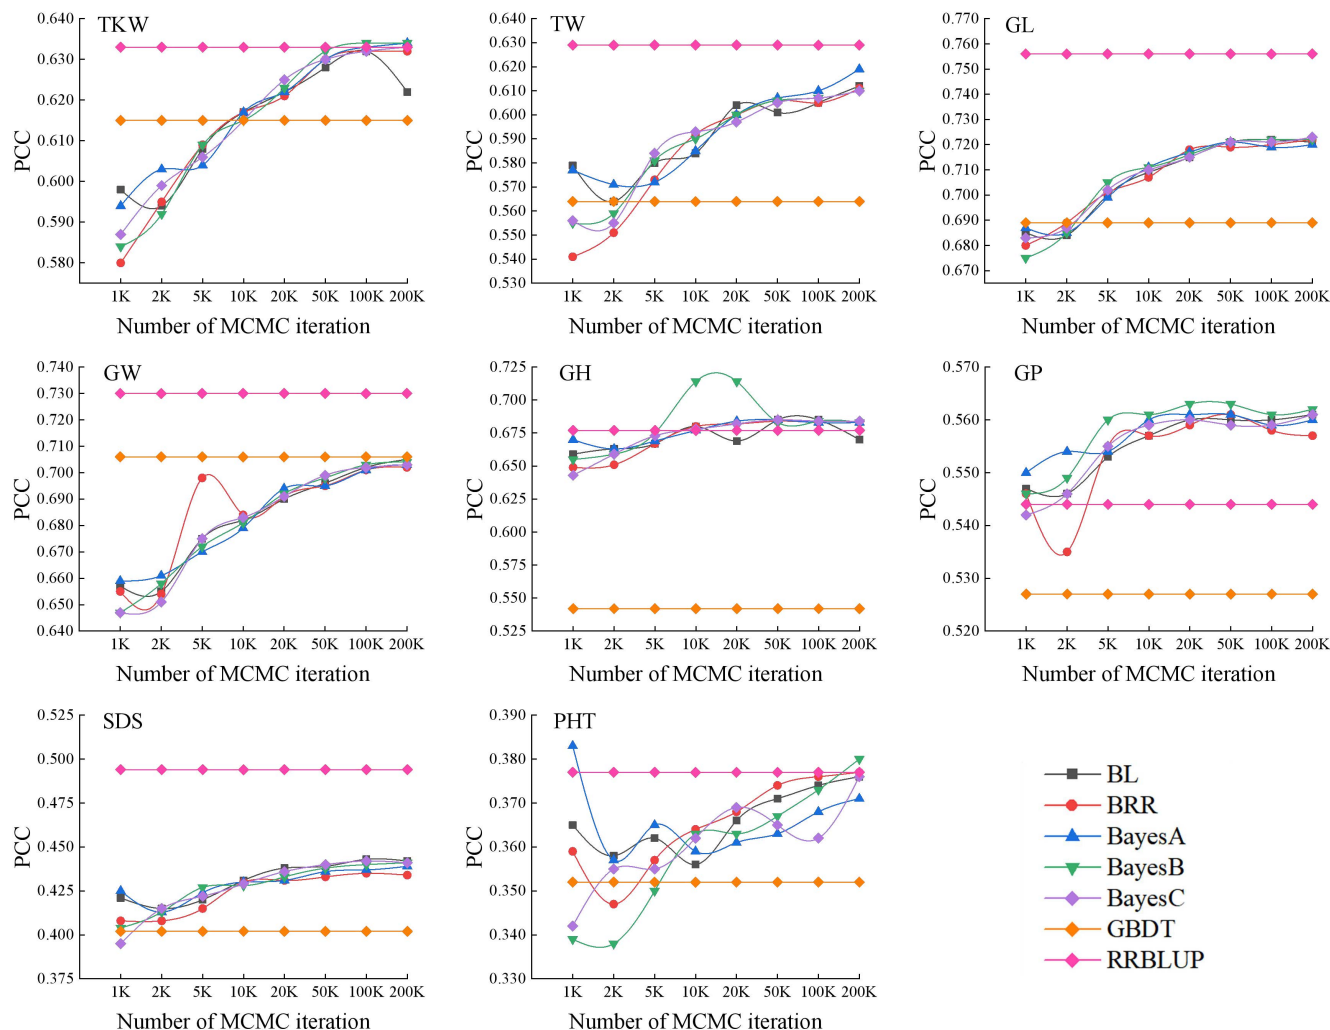 TKW
0.640
0.630
0.620
0.610
0.600
0.590
0.580
PCC
1K 2K 5K 10K 20K 50K 100K 200K
Number of MCMC iteration
TW
0.640
0.630
0.620
0.610
0.600
0.590
0.580
0.570
0.560
0.550
0.540
0.530
PCC
1K 2K 5K 10K 20K 50K 100K 200K
Number of MCMC iteration
GL
0.770
0.760
0.750
0.740
0.730
0.720
0.710
0.700
0.690
0.680
0.670
PCC
1K 2K 5K 10K 20K 50K 100K 200K
Number of MCMC iteration
GW
0.740
0.730
0.720
0.710
0.700
0.690
0.680
0.670
0.660
0.650
0.640
PCC
1K 2K 5K 10K 20K 50K 100K 200K
Number of MCMC iteration
GH
0.725
0.700
0.675
0.650
0.625
0.600
0.575
0.550
0.525
PCC
1K 2K 5K 10K 20K 50K 100K 200K
Number of MCMC iteration
GP
0.570
0.560
0.550
0.540
0.530
0.520
PCC
1K 2K 5K 10K 20K 50K 100K 200K
Number of MCMC iteration
SDS
0.525
0.500
0.475
0.450
0.425
0.400
0.375
PCC
1K 2K 5K 10K 20K 50K 100K 200K
Number of MCMC iteration
PHT
0.390
0.380
0.370
0.360
0.350
0.340
0.330
PCC
1K 2K 5K 10K 20K 50K 100K 200K
Number of MCMC iteration
BL
BRR
BayesA
BayesB
BayesC
GBDT
RRBLUP